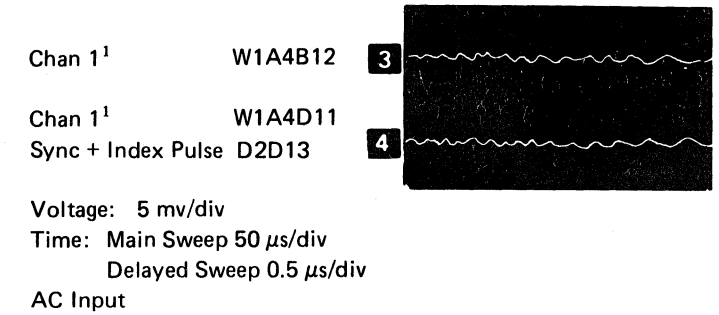 Chan 1¹ W1A4B12 3
Chan 1¹ W1A4D11
Sync + Index Pulse D2D13 4
Voltage: 5 mv/div
Time: Main Sweep 50 μs/div
Delayed Sweep 0.5 μs/div
AC Input